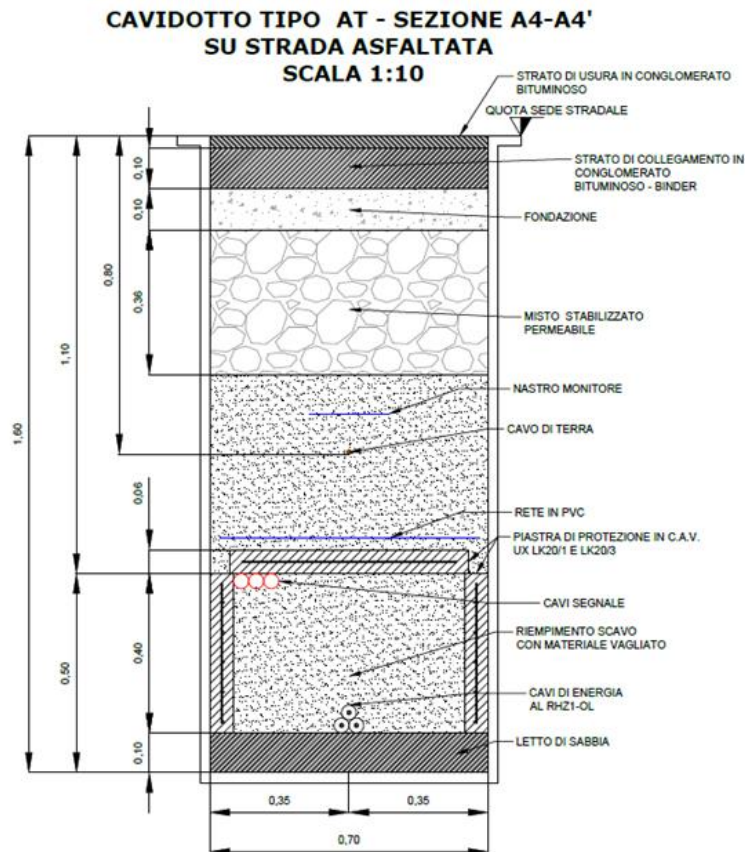 CAVIDOTTO TIPO AT - SEZIONE A4-A4'
SU STRADA ASFALTATA
SCALA 1:10
STRATO DI USURA IN CONGLOMERATO
BITUMINOSO
QUOTA SEDE STRADALE
STRATO DI COLLEGAMENTO IN
CONGLOMERATO
BITUMINOSO - BINDER
FONDAZIONE
MISTO STABILIZZATO
PERMEABILE
NASTRO MONITORE
CAVO DI TERRA
RETE IN PVC
PIASTRA DI PROTEZIONE IN C.A.V.
UX LK20/1 E LK20/3
CAVI SEGNALE
RIEMPIMENTO SCAVO
CON MATERIALE VAGLIATO
CAVI DI ENERGIA
AL RHZ1-OL
LETTO DI SABBIA
1,60
1,10
0,50
0,80
0,10
0,10
0,36
0,06
0,40
0,10
0,35
0,35
0,70